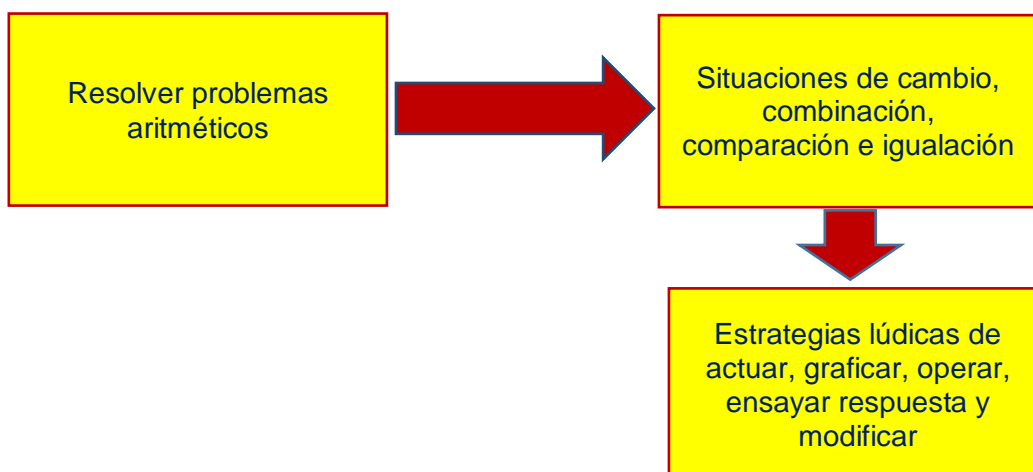 Resolver problemas
aritméticos
Situaciones de cambio,
combinación,
comparación e igualación
Estrategias lúdicas de
actuar, graficar, operar,
ensayar respuesta y
modificar